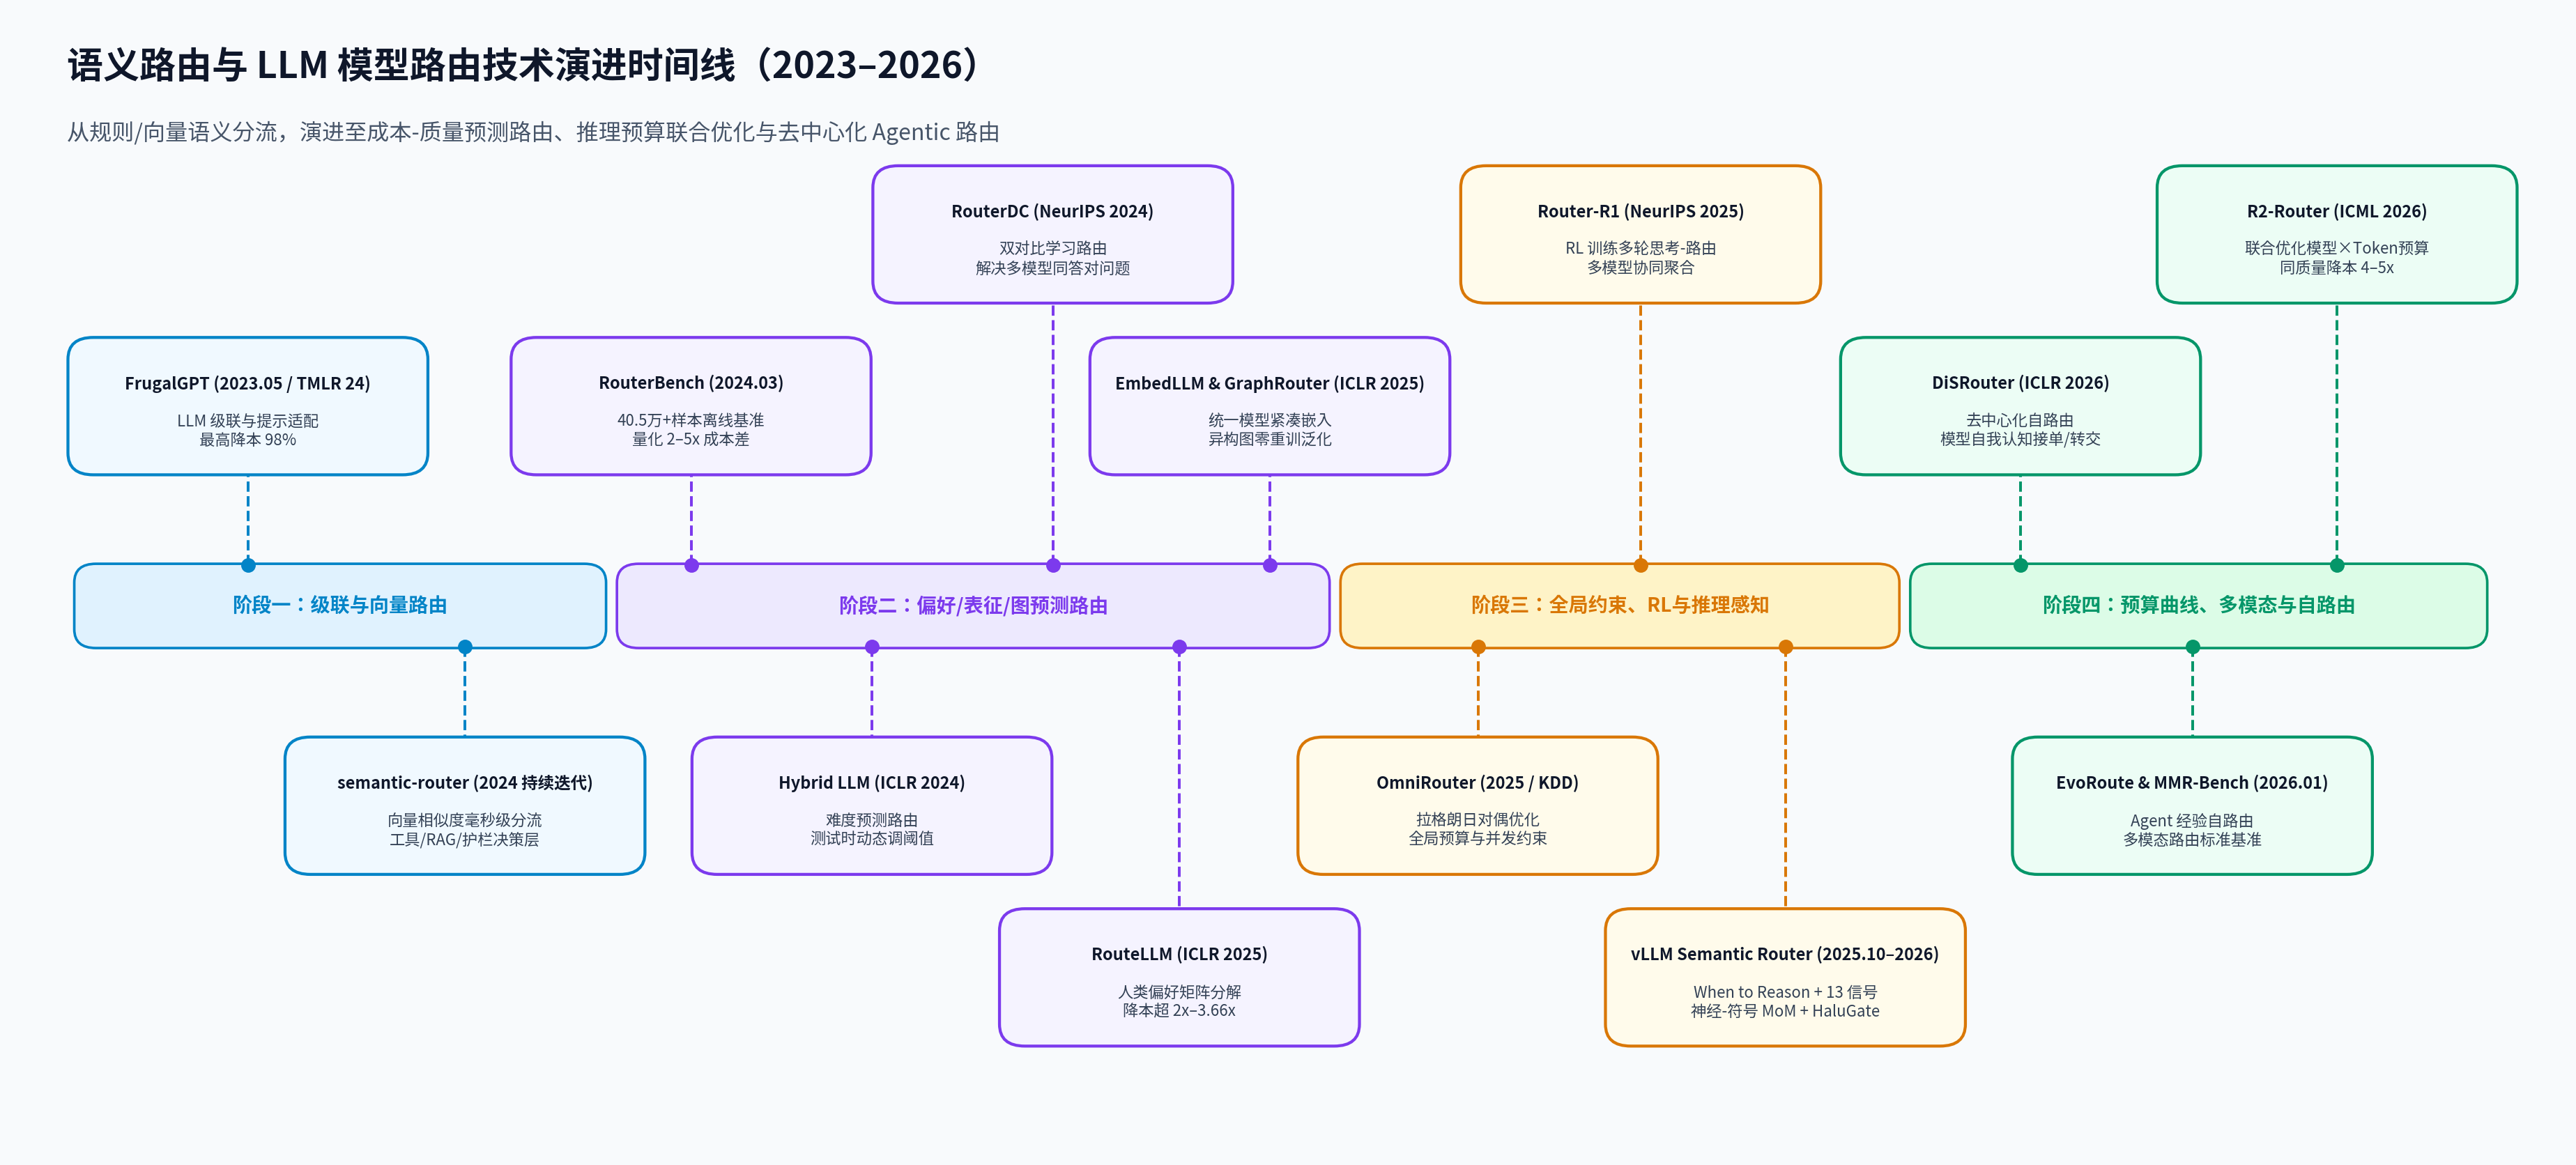 语义路由与 LLM 模型路由技术演进时间线（2023–2026）
从规则/向量语义分流，演进至成本-质量预测路由、推理预算联合优化与去中心化 Agentic 路由
RouterDC (NeurIPS 2024)
双对比学习路由
解决多模型同答对问题
Router-R1 (NeurIPS 2025)
RL 训练多轮思考-路由
多模型协同聚合
R2-Router (ICML 2026)
联合优化模型×Token预算
同质量降本 4–5x
FrugalGPT (2023.05 / TMLR 24)
LLM 级联与提示适配
最高降本 98%
RouterBench (2024.03)
40.5万+样本离线基准
量化 2–5x 成本差
EmbedLLM & GraphRouter (ICLR 2025)
统一模型紧凑嵌入
异构图零重训泛化
DiSRouter (ICLR 2026)
去中心化自路由
模型自我认知接单/转交
阶段一：级联与向量路由
阶段二：偏好/表征/图预测路由
阶段三：全局约束、RL与推理感知
阶段四：预算曲线、多模态与自路由
semantic-router (2024 持续迭代)
向量相似度毫秒级分流
工具/RAG/护栏决策层
Hybrid LLM (ICLR 2024)
难度预测路由
测试时动态调阈值
OmniRouter (2025 / KDD)
拉格朗日对偶优化
全局预算与并发约束
EvoRoute & MMR-Bench (2026.01)
Agent 经验自路由
多模态路由标准基准
RouteLLM (ICLR 2025)
人类偏好矩阵分解
降本超 2x–3.66x
vLLM Semantic Router (2025.10–2026)
When to Reason + 13 信号
神经-符号 MoM + HaluGate